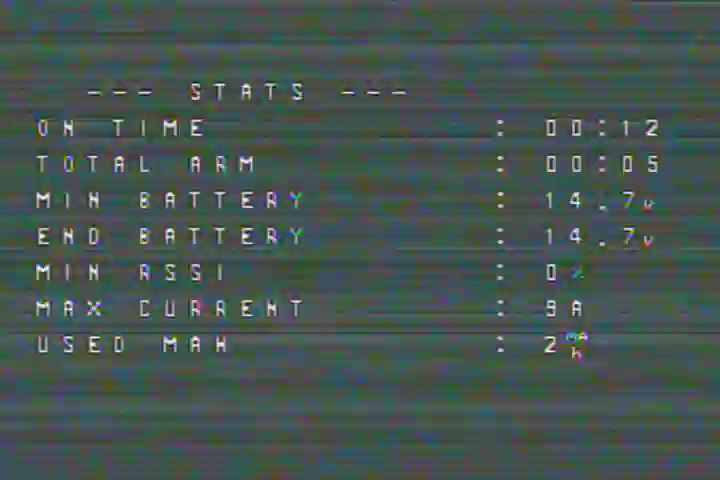 --- STATS ---
ON TIME : 00:12
TOTAL ARM : 00:05
MIN BATTERY : 14.7V
END BATTERY : 14.7V
MIN RSSI : 0%
MAX CURRENT : 9A
USED MAH : 2MAh